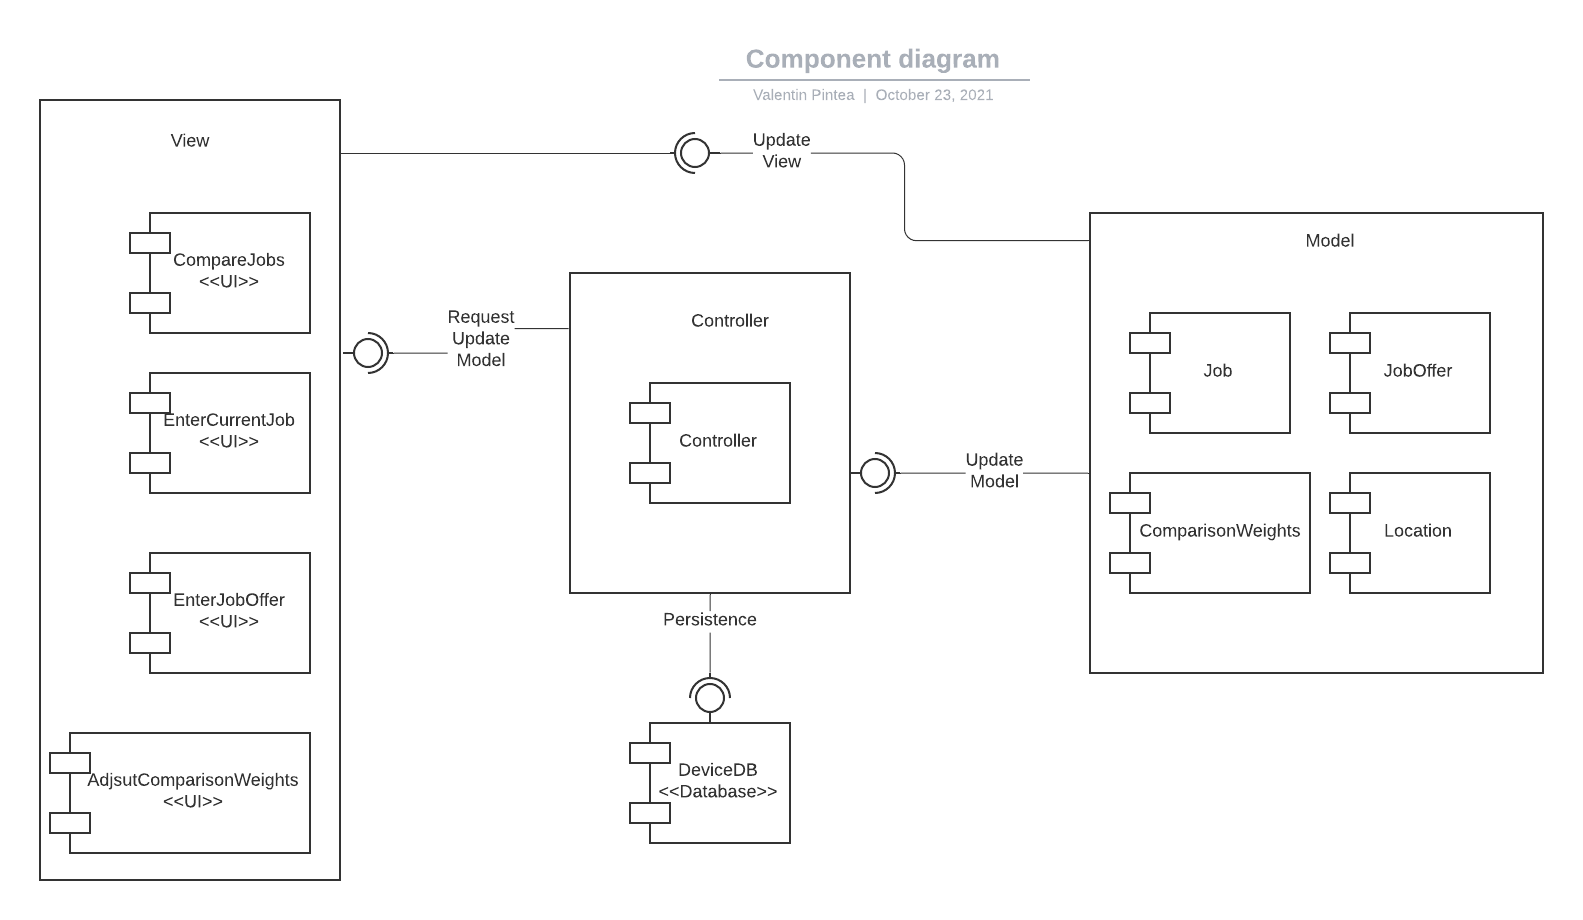 Component diagram
Valentin Pintea | October 23, 2021
View
CompareJobs
<<UI>>
EnterCurrentJob
<<UI>>
EnterJobOffer
<<UI>>
AdjsutComparisonWeights
<<UI>>
Update
View
Request
Update
Model
Controller
Controller
Persistence
DeviceDB
<<Database>>
Update
Model
Model
Job
JobOffer
ComparisonWeights
Location